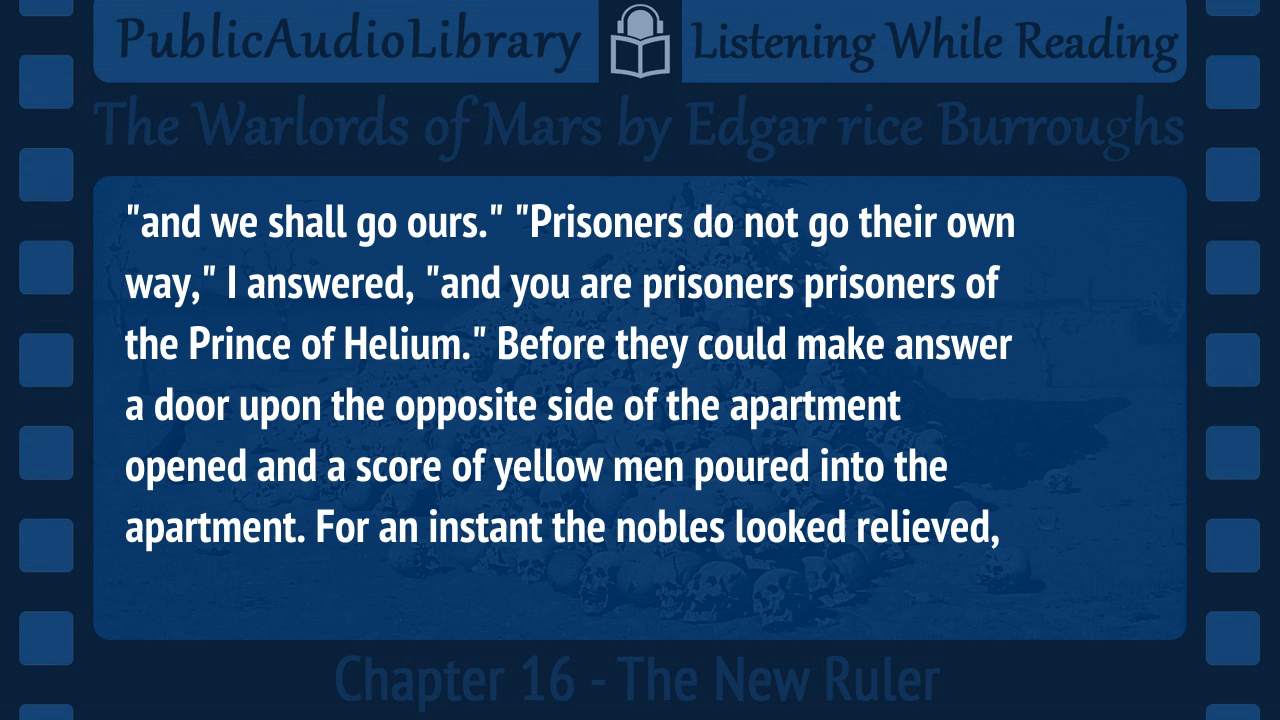 PublicAudioLibrary Listening While Reading
The Warlords of Mars by Edgar rice Burroughs
"and we shall go ours." "Prisoners do not go their own
way," I answered, "and you are prisoners prisoners of
the Prince of Helium." Before they could make answer
a door upon the opposite side of the apartment
opened and a score of yellow men poured into the
apartment. For an instant the nobles looked relieved,
Chapter 16 - The New Ruler